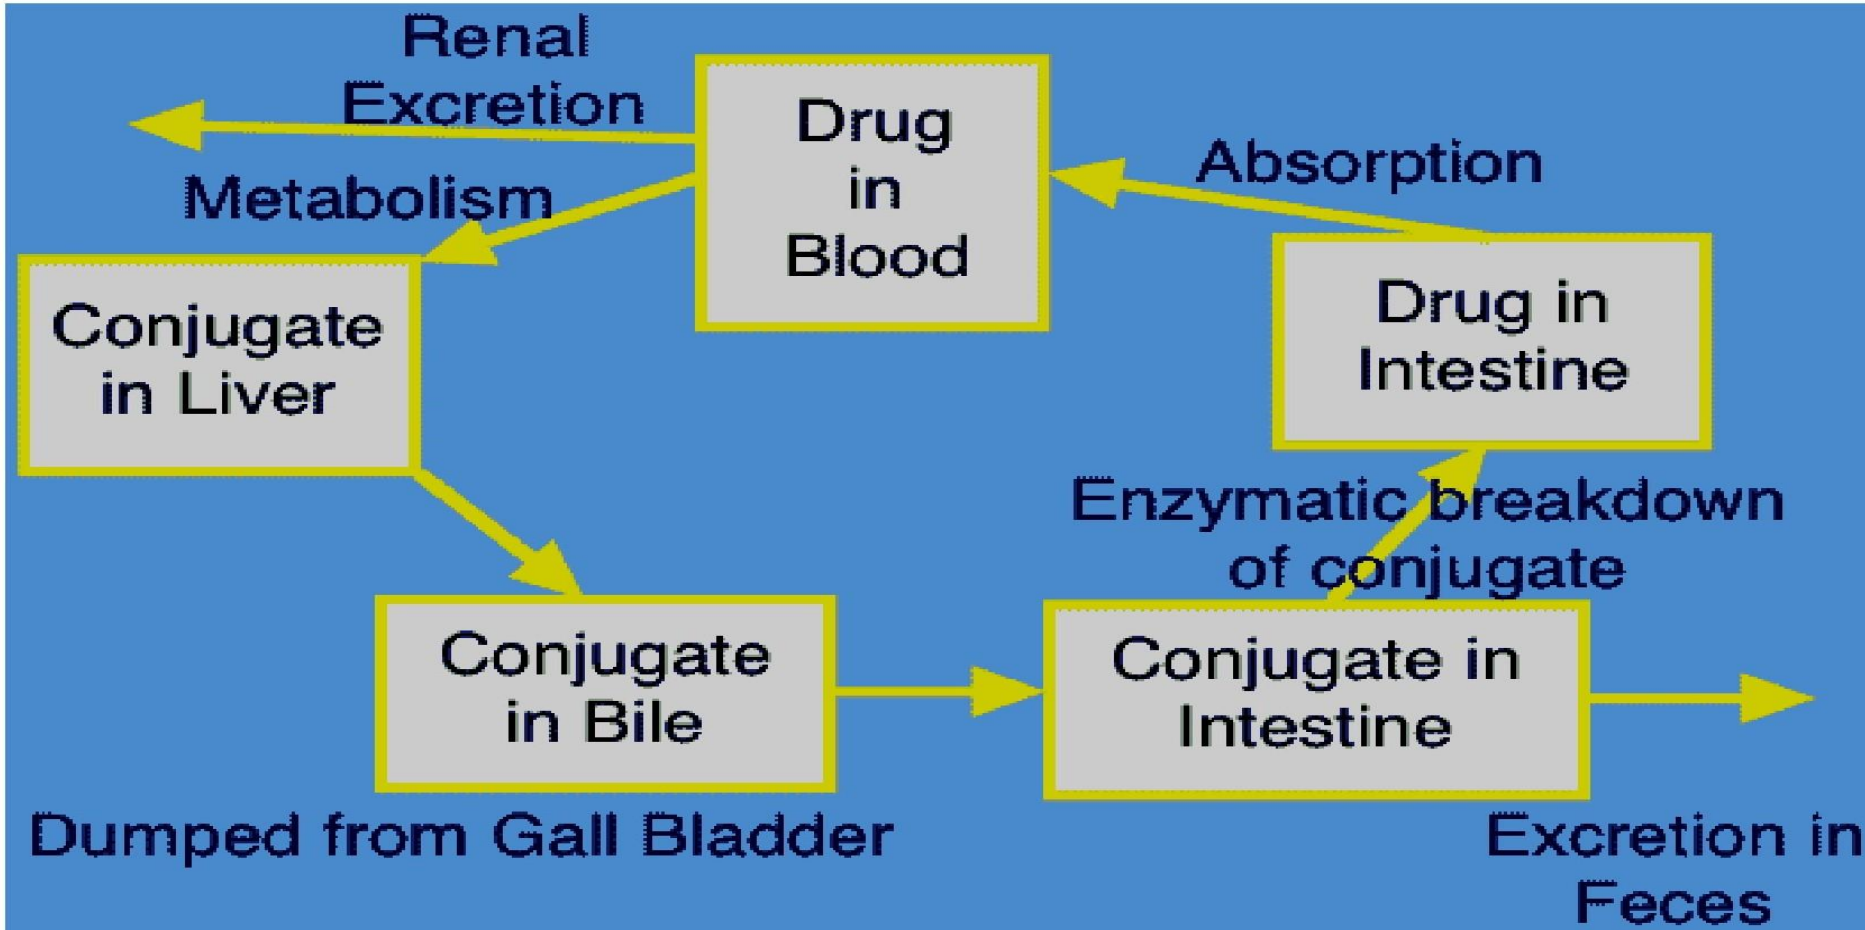 Renal
Excretion
Drug
in
Blood
Absorption
Metabolism
Conjugate
in Liver
Drug in
Intestine
Enzymatic breakdown
of conjugate
Conjugate
in Bile
Conjugate in
Intestine
Dumped from Gall Bladder
Excretion in
Feces